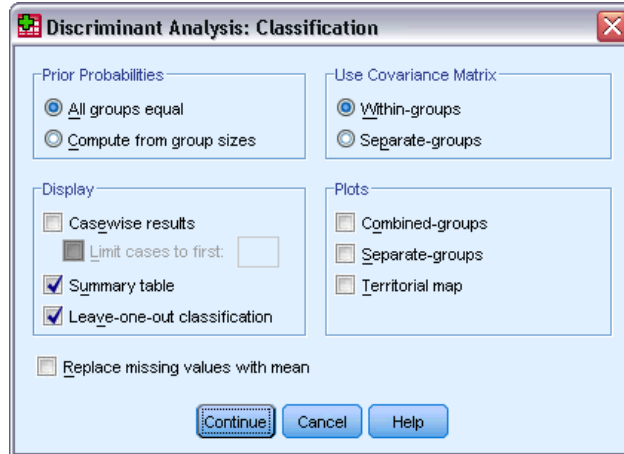 Discriminant Analysis: Classification
Prior Probabilities
All groups equal
Compute from group sizes
Use Covariance Matrix
Within-groups
Separate-groups
Display
Casewise results
Limit cases to first:
Summary table
Leave-one-out classification
Plots
Combined-groups
Separate-groups
Territorial map
Replace missing values with mean
Continue
Cancel
Help